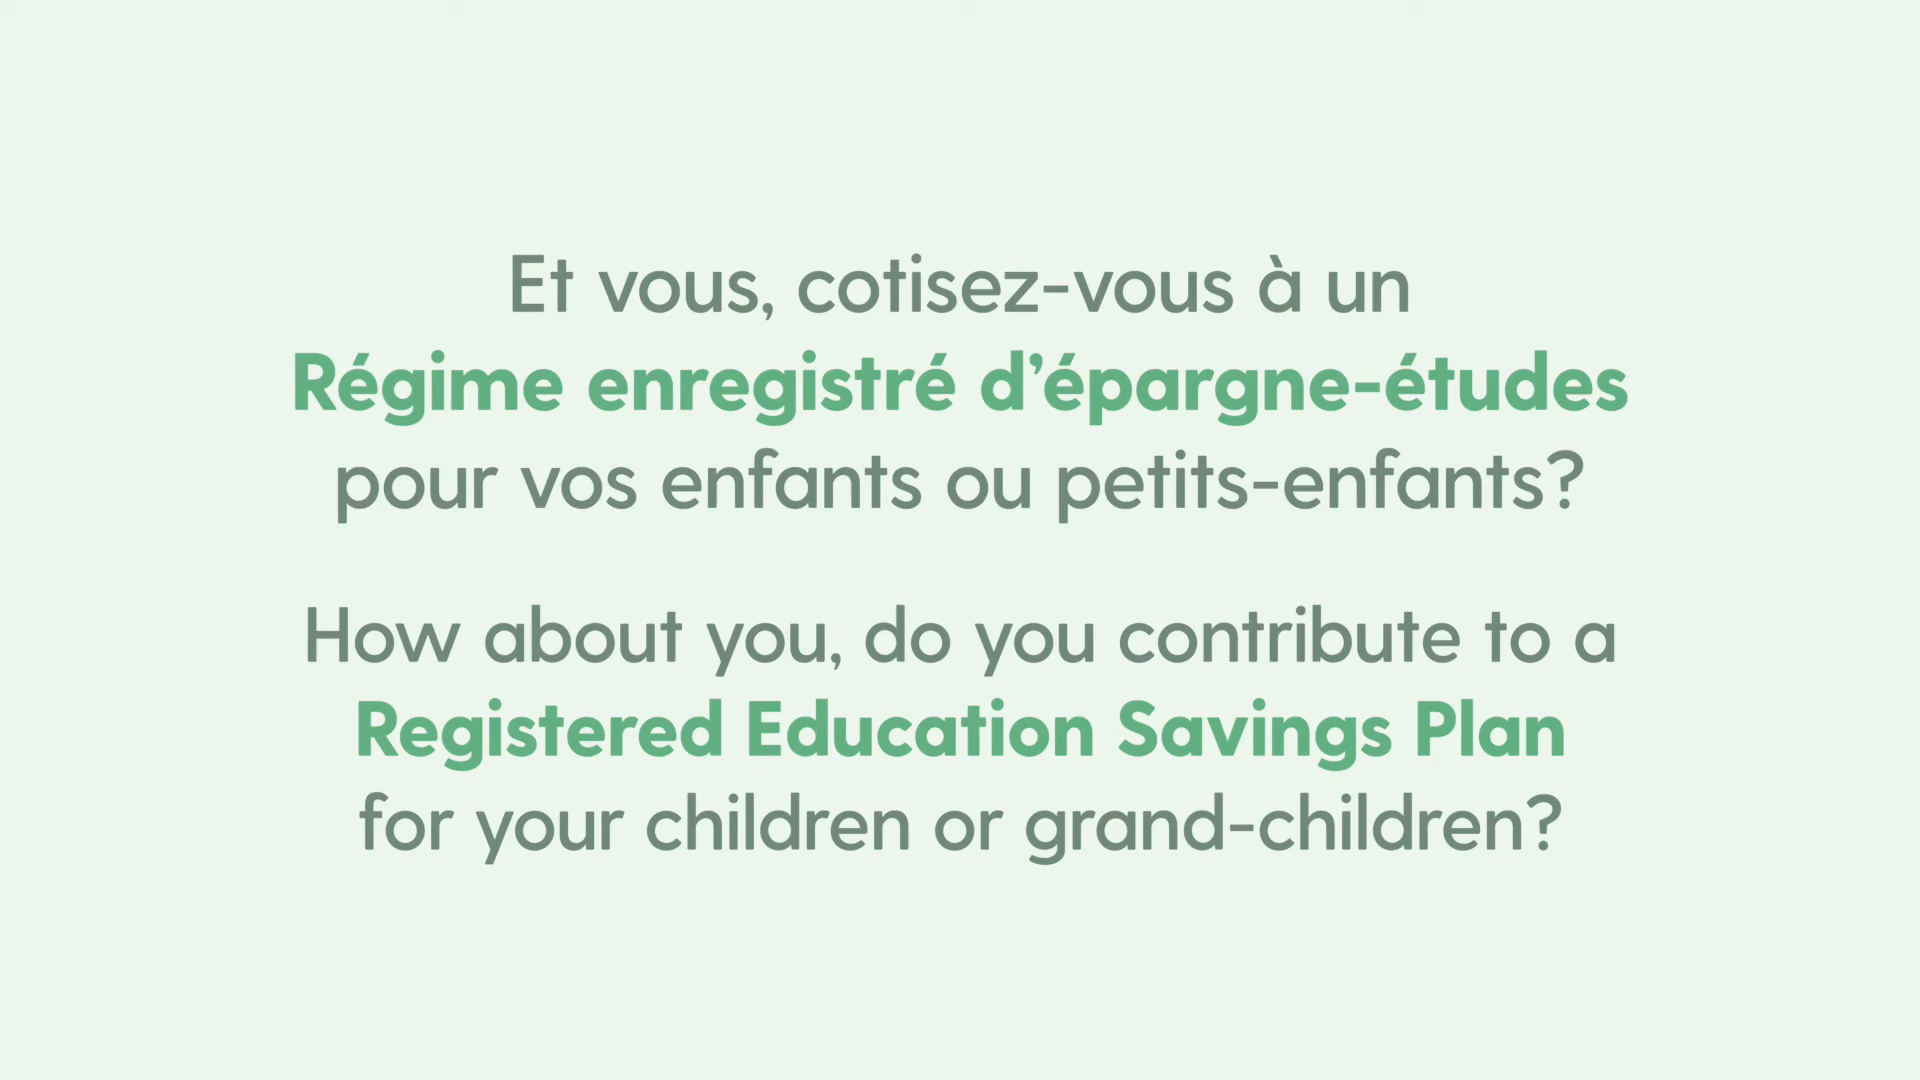 Et vous, cotisez-vous à un
Régime enregistré d’épargne-études
pour vos enfants ou petits-enfants?
How about you, do you contribute to a
Registered Education Savings Plan
for your children or grand-children?